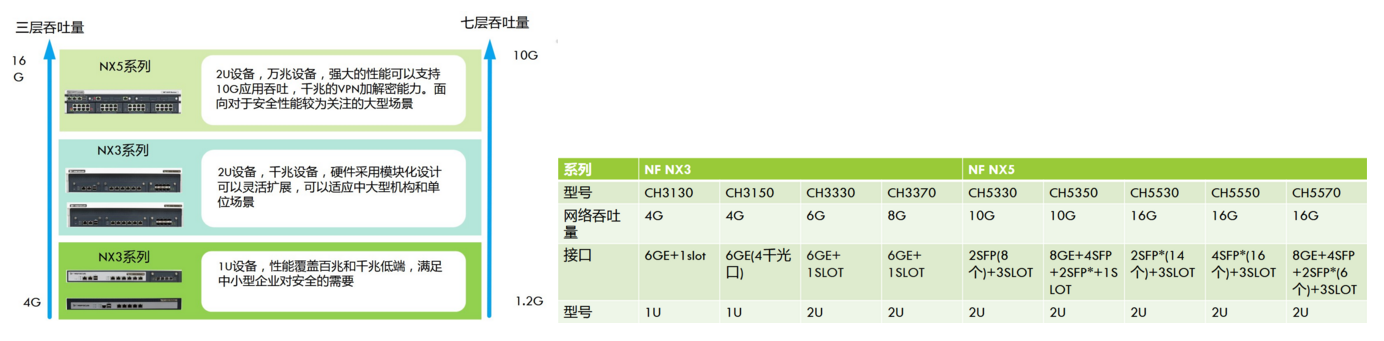 三层吞吐量
七层吞吐量
16
G
10G
NX5系列
2U设备，万兆设备，强大的性能可以支持
10G应用吞吐，千兆的VPN加解密能力。面
向对于安全性能较为关注的大型场景
NX3系列
2U设备，千兆设备，硬件采用模块化设计
可以灵活扩展，可以适应中大型机构和单
位场景
NX3系列
1U设备，性能覆盖百兆和千兆低端，满足
中小型企业对安全的需要
4G
1.2G
系列 NF NX3 NF NX5
型号 CH3130 CH3150 CH3330 CH3370 CH5330 CH5350 CH5530 CH5550 CH5570
网络吞吐
量 4G 4G 6G 8G 10G 10G 16G 16G 16G
接口 6GE+1slot 6GE(4千光 6GE+ 6GE+ 2SFP(8 8GE+4SFP 2SFP*(14 4SFP*(16 8GE+4SFP
口) 1SLOT 1SLOT 个)+3SLOT +2SFP*+1S 个)+3SLOT 个)+3SLOT +2SFP*(6
LOT 个)+3SLOT
型号 1U 1U 2U 2U 2U 2U 2U 2U 2U